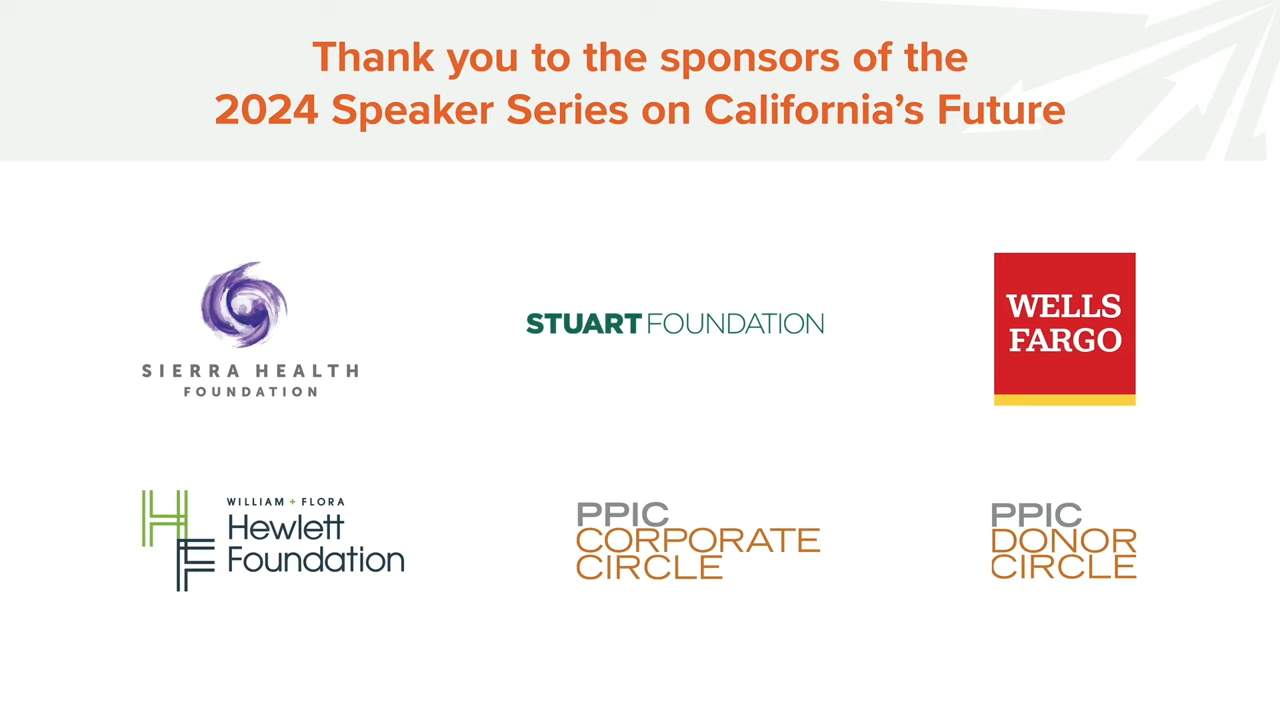 Thank you to the sponsors of the
2024 Speaker Series on California’s Future
SIERRA HEALTH
FOUNDATION
STUART FOUNDATION
WELLS
FARGO
WILLIAM + FLORA
Hewlett
Foundation
PPIC
CORPORATE
CIRCLE
PPIC
DONOR
CIRCLE